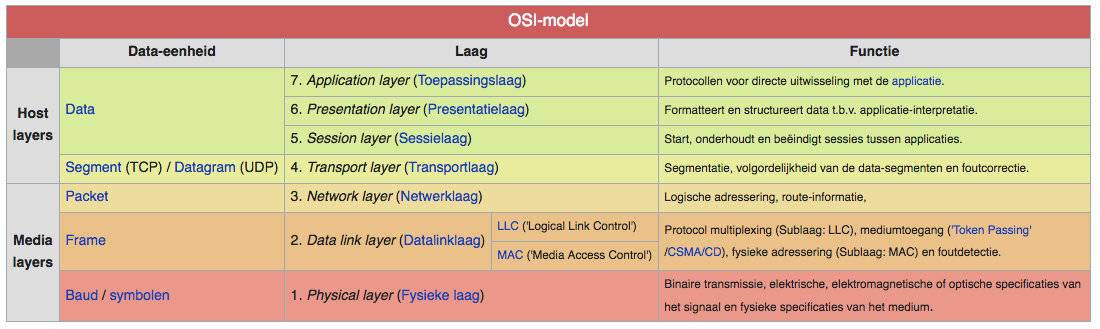 OSI-model
Data-eenheid Laag Functie
Host layers
Data
7. Application layer (Toepassingslaag) Protocollen voor directe uitwisseling met de applicatie.
6. Presentation layer (Presentatielaag) Formatteert en structureert data t.b.v. applicatie-interpretatie.
5. Session layer (Sessielaag) Start, onderhoudt en beëindigt sessies tussen applicaties.
Segment (TCP) / Datagram (UDP) 4. Transport layer (Transportlaag) Segmentatie, volgordelijkheid van de data-segmenten en foutcorrectie.
Media layers
Packet 3. Network layer (Netwerklaag) Logische adressering, route-informatie,
Frame 2. Data link layer (Datalinklaag)
LLC ('Logical Link Control')
MAC ('Media Access Control')
Protocol multiplexing (Sublaag: LLC), mediumtoegang ('Token Passing'
/CSMA/CD), fysieke adressering (Sublaag: MAC) en foutdetectie.
Baud / symbolen 1. Physical layer (Fysieke laag)
Binaire transmissie, elektrische, elektromagnetische of optische specificaties van
het signaal en fysieke specificaties van het medium.